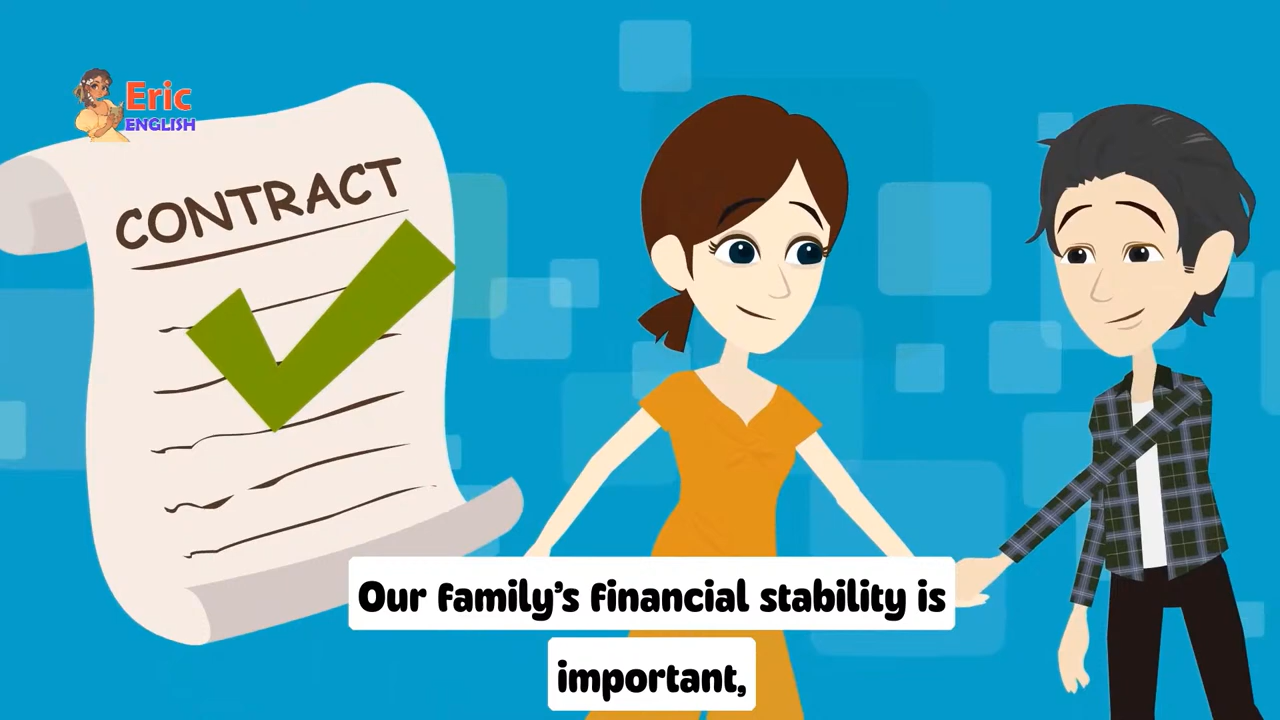 Eric
ENGLISH
CONTRACT
Our family's financial stability is
important,